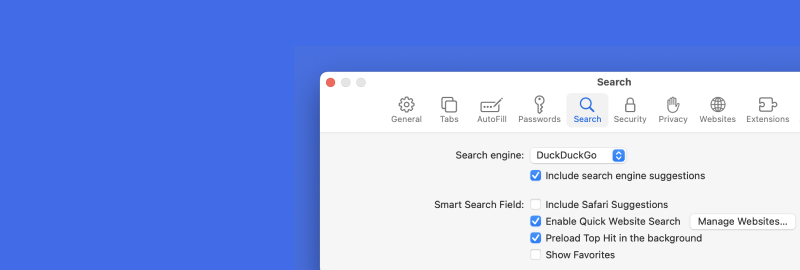 Search
General Tabs AutoFill Passwords Search Security Privacy Websites Extensions
Search engine: DuckDuckGo
Include search engine suggestions
Smart Search Field: Include Safari Suggestions
Enable Quick Website Search Manage Websites...
Preload Top Hit in the background
Show Favorites